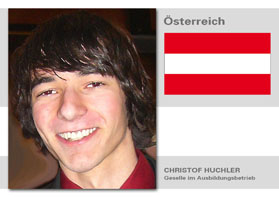 Österreich
CHRISTOF HUCHLER
Geselle im Ausbildungsbetrieb